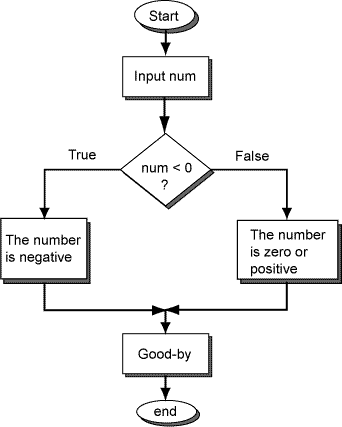 Start
Input num
True
num < 0
?
False
The number
is negative
The number
is zero or
positive
Good-by
end